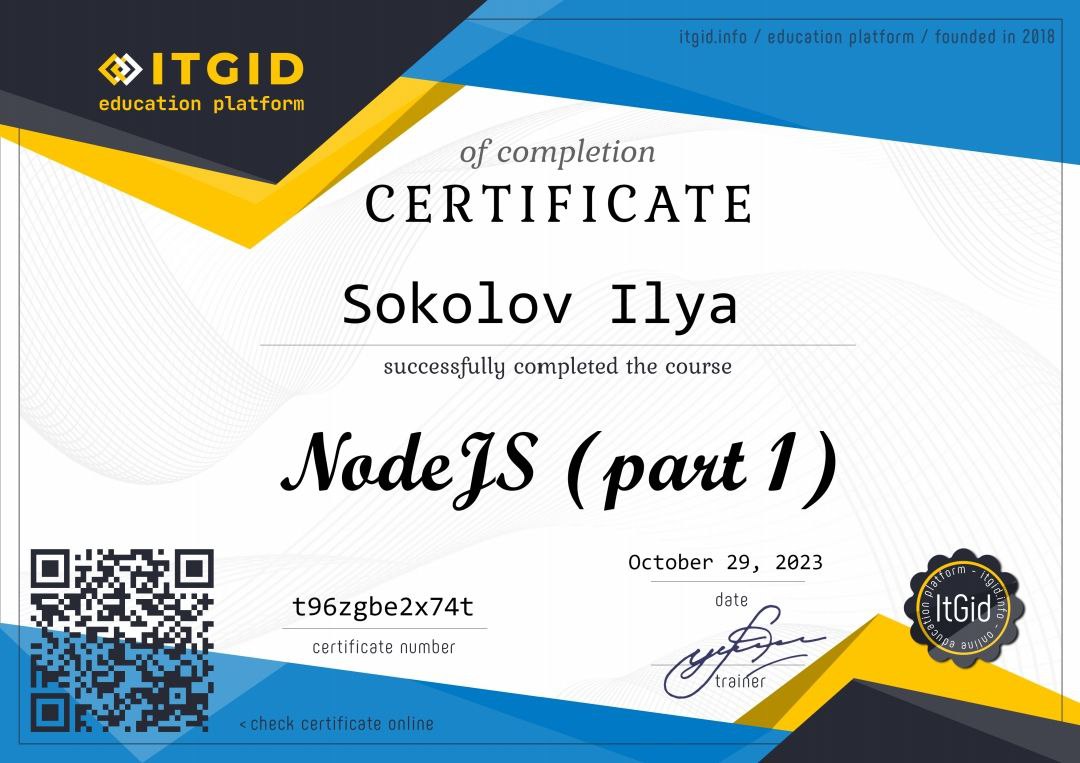 itgid.info / education platform / founded in 2018
ITGID
education platform
of completion
CERTIFICATE
Sokolov Ilya
successfully completed the course
NodeJS (part 1)
October 29, 2023
date
t96zgbe2x74t
certificate number
trainer
< check certificate online
ItGid
education platform - itgid.info - online